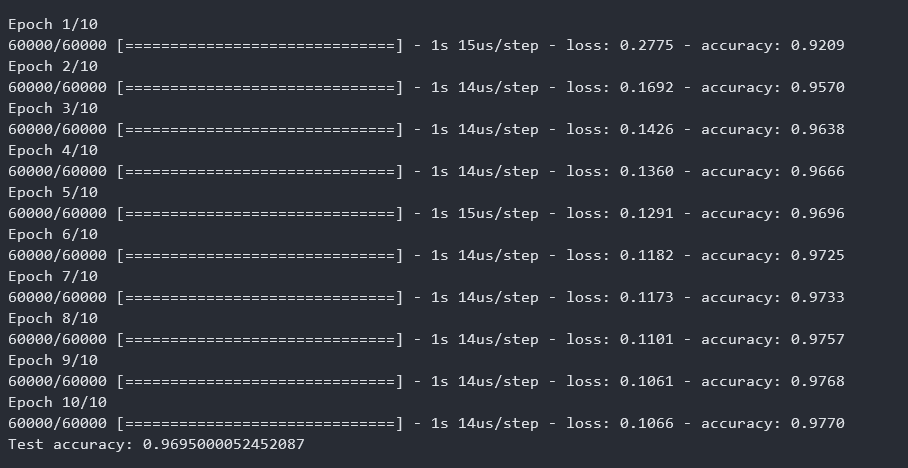 Epoch 1/10
60000/60000 [==============================] - 1s 15us/step - loss: 0.2775 - accuracy: 0.9209
Epoch 2/10
60000/60000 [==============================] - 1s 14us/step - loss: 0.1692 - accuracy: 0.9570
Epoch 3/10
60000/60000 [==============================] - 1s 14us/step - loss: 0.1426 - accuracy: 0.9638
Epoch 4/10
60000/60000 [==============================] - 1s 14us/step - loss: 0.1360 - accuracy: 0.9666
Epoch 5/10
60000/60000 [==============================] - 1s 15us/step - loss: 0.1291 - accuracy: 0.9696
Epoch 6/10
60000/60000 [==============================] - 1s 14us/step - loss: 0.1182 - accuracy: 0.9725
Epoch 7/10
60000/60000 [==============================] - 1s 14us/step - loss: 0.1173 - accuracy: 0.9733
Epoch 8/10
60000/60000 [==============================] - 1s 14us/step - loss: 0.1101 - accuracy: 0.9757
Epoch 9/10
60000/60000 [==============================] - 1s 14us/step - loss: 0.1061 - accuracy: 0.9768
Epoch 10/10
60000/60000 [==============================] - 1s 14us/step - loss: 0.1066 - accuracy: 0.9770
Test accuracy: 0.9695000052452087